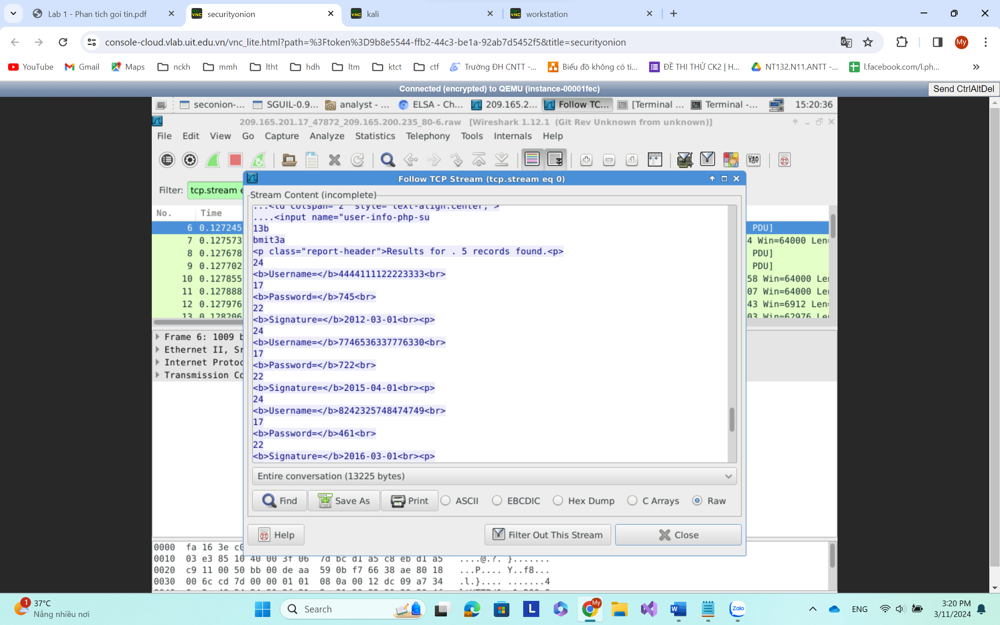 Lab 1 - Phan tich goi tin.pdf
securityonion
kali
workstation
console-cloud.vlab.uit.edu.vn/vnc_lite.html?path=%3Ftoken%3D9b8e5544-ffb2-44c3-be1a-92ab7d5452f5&title=securityonion
My
YouTube Gmail Maps nckh mmh ltht hdh ltm ktct ctf Trường ĐH CNTT -... Biểu đồ không có ti... ĐỀ THI THỬ CK2 | H... NT132.N11.ANTT -... l.facebook.com/l.ph...
Connected (encrypted) to QEMU (instance-00001fec)
Send CtrlAltDel
seconion-... SGUIL-0.9... analyst - ... ELSA - Ch... 209.165.2... Follow TC... [Terminal ... Terminal -... 15:20:36
209.165.201.17_47872_209.165.200.235_80-6.raw [Wireshark 1.12.1 (Git Rev Unknown from unknown)]
File Edit View Go Capture Analyze Statistics Telephony Tools Internals Help
Follow TCP Stream (tcp.stream eq 0)
Filter: tcp.stream e
Stream Content (incomplete)
No. Time
6 0.127245
7 0.127573
8 0.127678
9 0.127702
10 0.127855
11 0.127888
12 0.127976
13 0.128206
PDU]
4 Win=64000 Len=
PDU]
PDU]
58 Win=64000 Le
07 Win=64000 Le
43 Win=6912 Len=
03 Win=62976 Le
...<td colspan="2" style="text-align:center;">
....<input name="user-info-php-su
13b
bmit3a
<p class="report-header">Results for . 5 records found.<p>
24
<b>Username=</b>4444111122223333<br>
17
<b>Password=</b>745<br>
22
<b>Signature=</b>2012-03-01<br><p>
24
<b>Username=</b>7746536337776330<br>
17
<b>Password=</b>722<br>
22
<b>Signature=</b>2015-04-01<br><p>
24
<b>Username=</b>8242325748474749<br>
17
<b>Password=</b>461<br>
22
<b>Signature=</b>2016-03-01<br><p>
Frame 6: 1009 b
Ethernet II, Sr
Internet Protoc
Transmission Co
Entire conversation (13225 bytes)
Find Save As Print ASCII EBCDIC Hex Dump C Arrays Raw
Help Filter Out This Stream Close
0000 fa 16 3e c0
0010 03 e3 85 10 40 00 3f 06 7d bc d1 a5 c8 eb d1 a5 ....@.?. }.......
0020 c9 11 00 50 bb 00 de aa 59 0b f7 66 38 ae 80 18 ...P.... Y..f8...
0030 00 6c cd 7d 00 00 01 01 08 0a 00 12 dc 09 a7 34 .l.}.... .......4
1
37°C
Nắng nhiều nơi
Search
My
Zalo
ENG
3:20 PM
3/11/2024